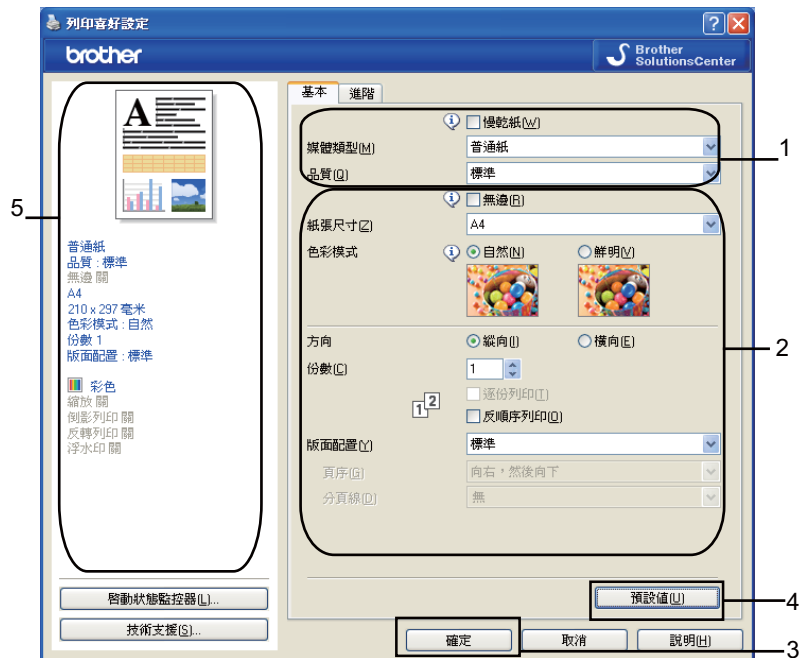 列印喜好設定
brother
Brother
SolutionsCenter
基本 進階
慢乾紙(W)
媒體類型(M) 普通紙
品質(Q) 標準
1
無邊(B)
紙張尺寸(Z) A4
色彩模式 自然(N) 鮮明(V)
方向 縱向(I) 橫向(E)
2
份數(C) 1
逐份列印(T)
12
反順序列印(O)
版面配置(Y) 標準
頁序(G) 向右，然後向下
分頁線(D) 無
預設值(U)
4
確定 取消 説明(H)
3
5
A
普通紙
品質 : 標準
無邊 關
A4
210 x 297 毫米
色彩模式 : 自然
份數 1
版面配置 : 標準
彩色
縮放 關
倒影列印 關
反轉列印 關
浮水印 關
啓動狀態監控器(L)...
技術支援(S)...